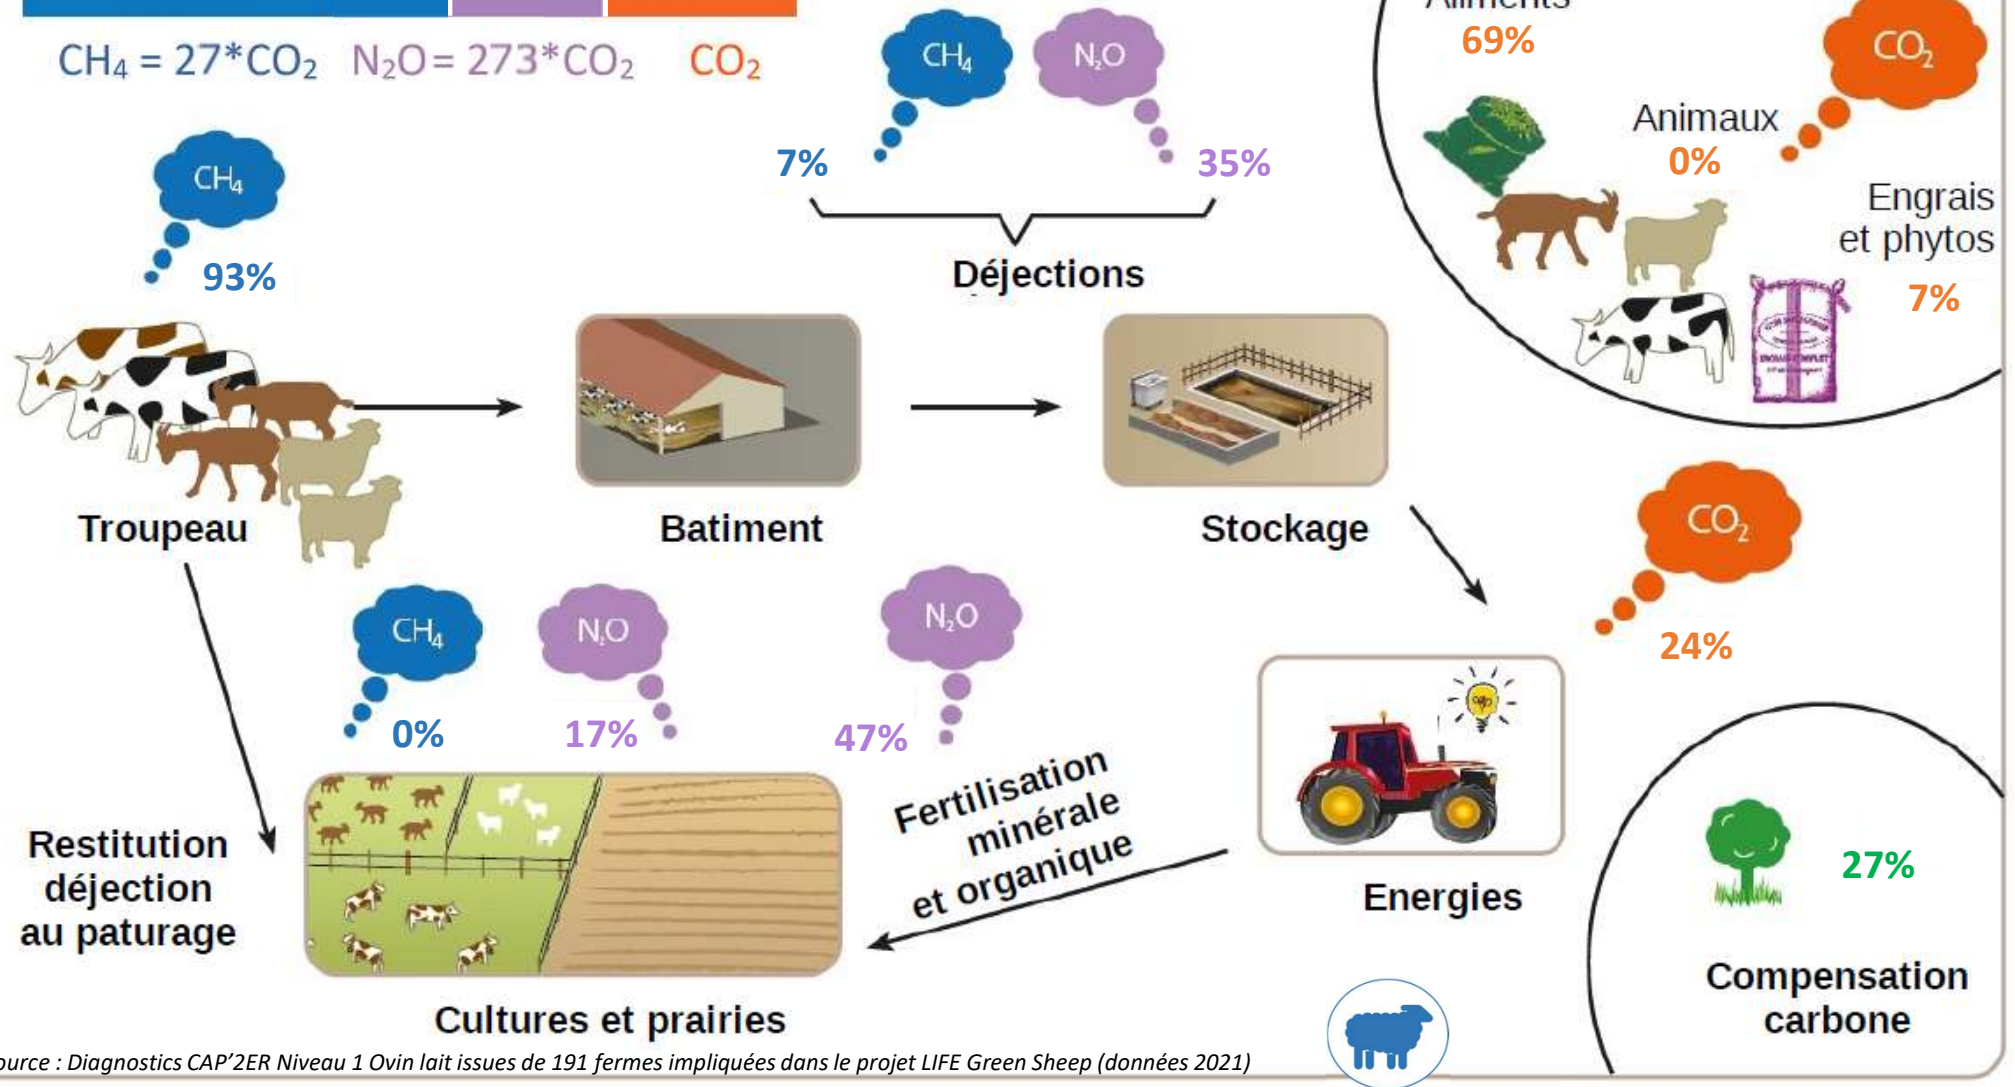 CH₄ = 27*CO₂ N₂O = 273*CO₂ CO₂
CH₄
N₂O
Aliments
69%
CO₂
Animaux
0%
Engrais
et phytos
7%
CH₄
93%
7%
35%
Déjections
Troupeau
Batiment
Stockage
CO₂
24%
CH₄
N₂O
N₂O
0%
17%
47%
Restitution
déjection
au paturage
Fertilisation
minérale
et organique
Energies
27%
Compensation
carbone
Cultures et prairies
ource : Diagnostics CAP'2ER Niveau 1 Ovin lait issues de 191 fermes impliquées dans le projet LIFE Green Sheep (données 2021)